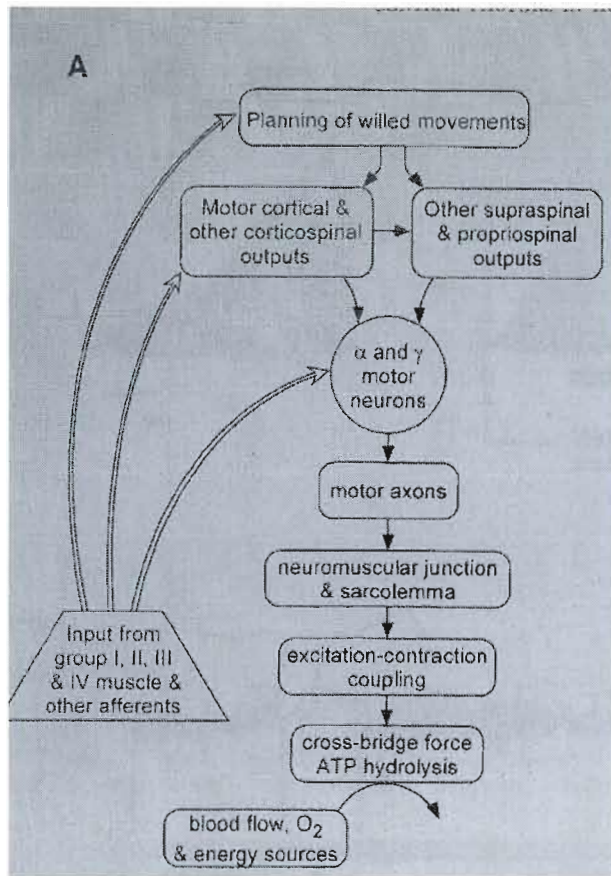 A
Planning of willed movements
Motor cortical &
other corticospinal
outputs
Other supraspinal
& propriospinal
outputs
α and γ
motor
neurons
motor axons
neuromuscular junction
& sarcolemma
Input from
group I, II, III
& IV muscle &
other afferents
excitation-contraction
coupling
cross-bridge force
ATP hydrolysis
blood flow, O₂
& energy sources